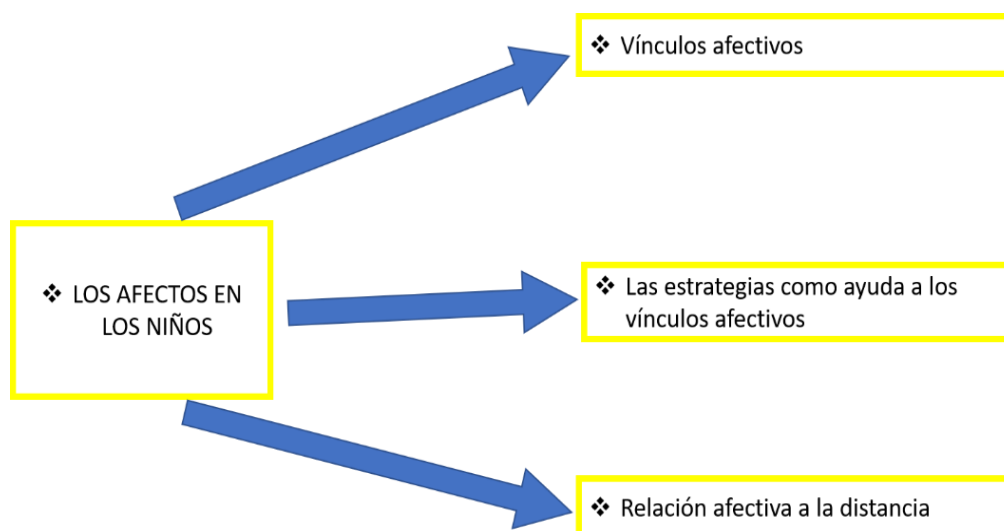 ❖ Vínculos afectivos
❖ LOS AFECTOS EN
LOS NIÑOS
❖ Las estrategias como ayuda a los
vínculos afectivos
❖ Relación afectiva a la distancia